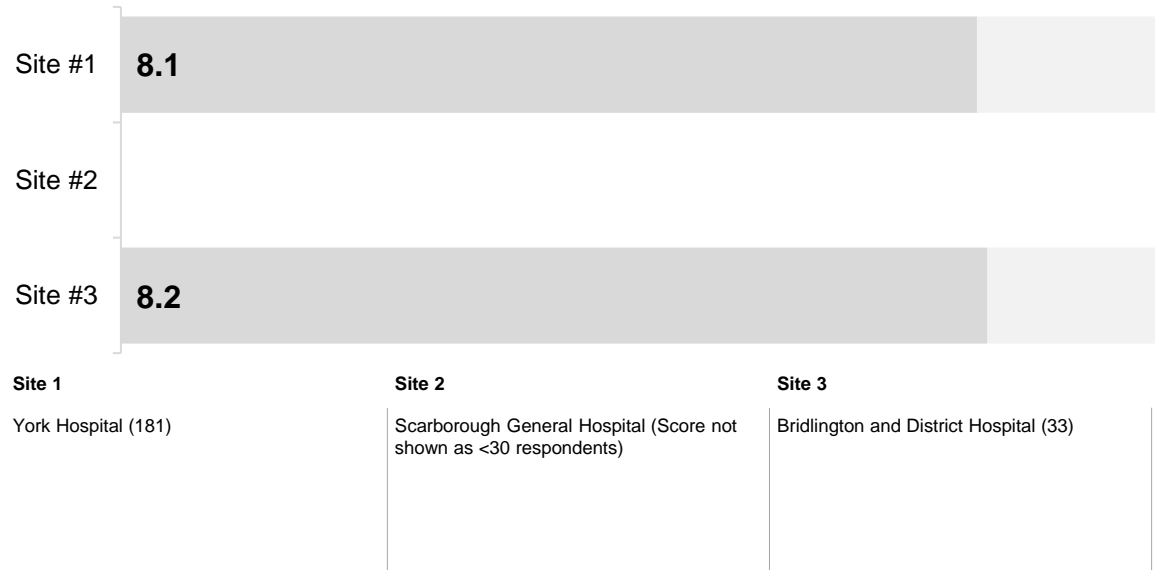 Site #1
8.1
Site #2
Site #3
8.2
Site 1
Site 2
Site 3
York Hospital (181)
Scarborough General Hospital (Score not
shown as <30 respondents)
Bridlington and District Hospital (33)